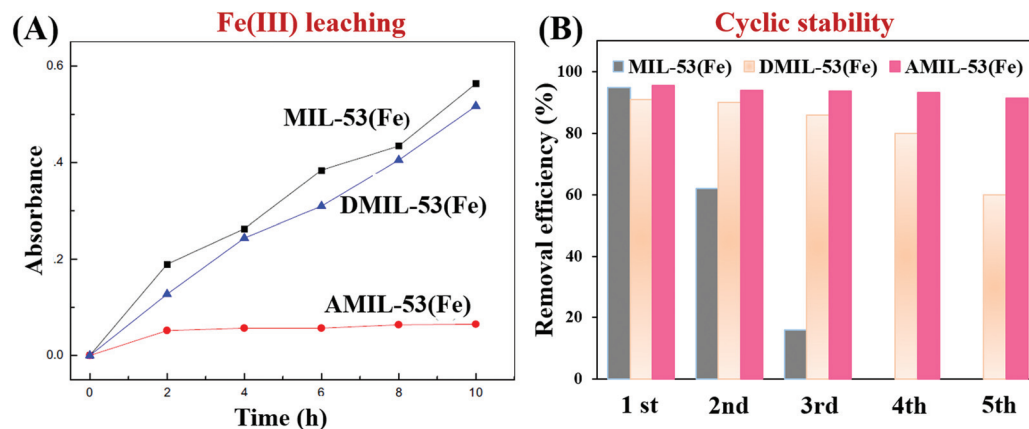 (A)
Fe(III) leaching
0.6
.4
.2
0.0
Absorbance
MIL-53(Fe)
DMIL-53(Fe)
AMIL-53(Fe)
0 2 4 6 8 10
Time (h)
(B)
Cyclic stability
MIL-53(Fe) DMIL-53(Fe) AMIL-53(Fe)
100
80
60
40
20
0
Removal efficiency (%)
1 st 2nd 3rd 4th 5th